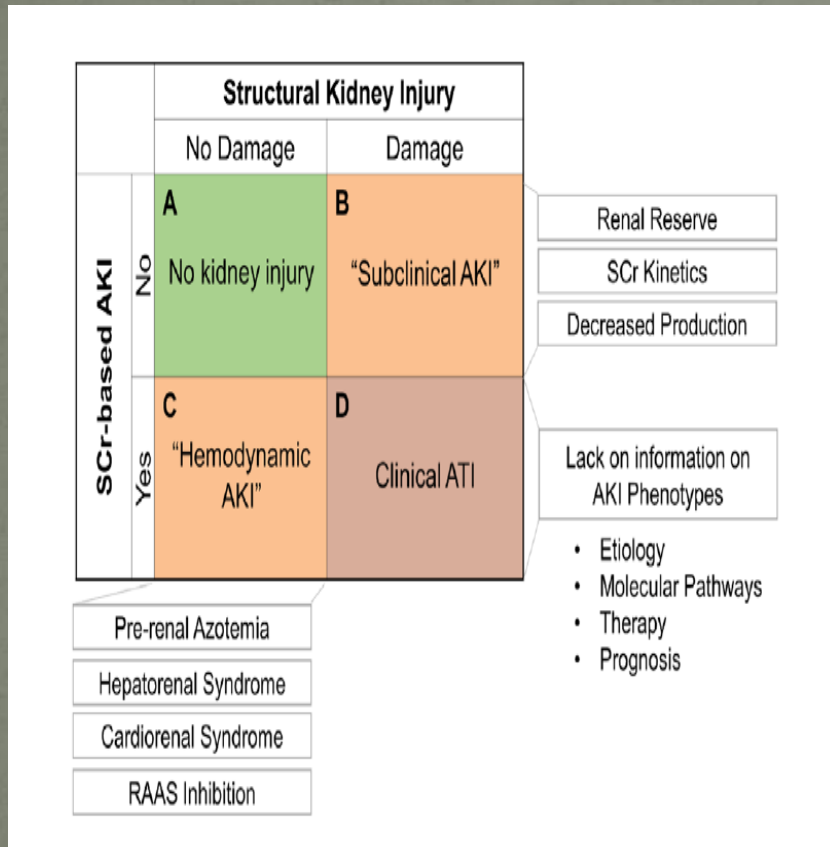 Structural Kidney Injury
No Damage
Damage
SCr-based AKI
No
Yes
A
No kidney injury
B
“Subclinical AKI”
C
“Hemodynamic
AKI”
D
Clinical ATI
Renal Reserve
SCr Kinetics
Decreased Production
Lack on information on
AKI Phenotypes
• Etiology
• Molecular Pathways
• Therapy
• Prognosis
Pre-renal Azotemia
Hepatorenal Syndrome
Cardiorenal Syndrome
RAAS Inhibition